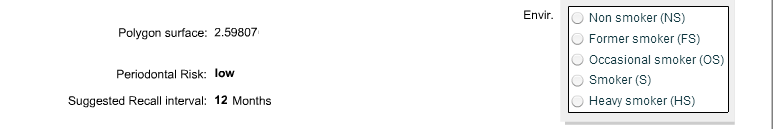 Envir.
Non smoker (NS)
Former smoker (FS)
Occasional smoker (OS)
Smoker (S)
Heavy smoker (HS)
Polygon surface: 2.59807
Periodontal Risk: low
Suggested Recall interval: 12 Months